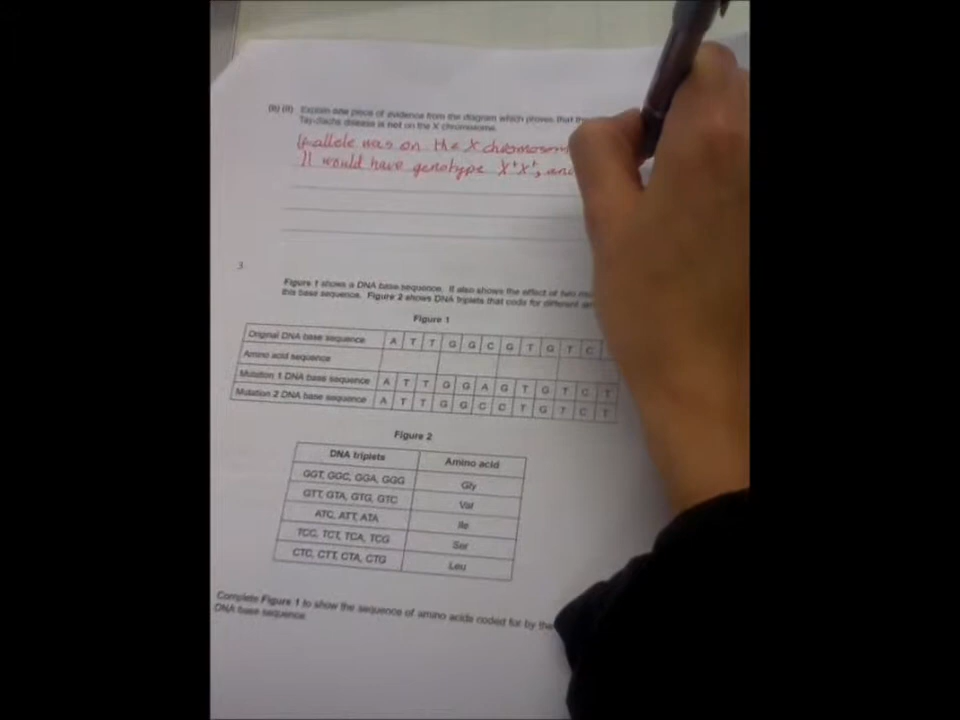 (b) (ii) Explain one piece of evidence from the diagram which proves that the
Tay-Sachs disease is not on the X chromosome.
If allele was on the X chromosom
11 would have genotype X⁺X⁺, and
3
Figure 1 shows a DNA base sequence. It also shows the effect of two
this base sequence. Figure 2 shows DNA triplets that code for different
Figure 1
Original DNA base sequence A T T G G C G T G T C
Amino acid sequence
Mutation 1 DNA base sequence A T T G G A G T G T C T
Mutation 2 DNA base sequence A T T G G C C T G T C T
Figure 2
DNA triplets Amino acid
GGT, GGC, GGA, GGG Gly
GTT, GTA, GTG, GTC Val
ATC, ATT, ATA Ile
TCC, TCT, TCA, TCG Ser
CTC, CTT, CTA, CTG Leu
Complete Figure 1 to show the sequence of amino acids coded for by the
DNA base sequence